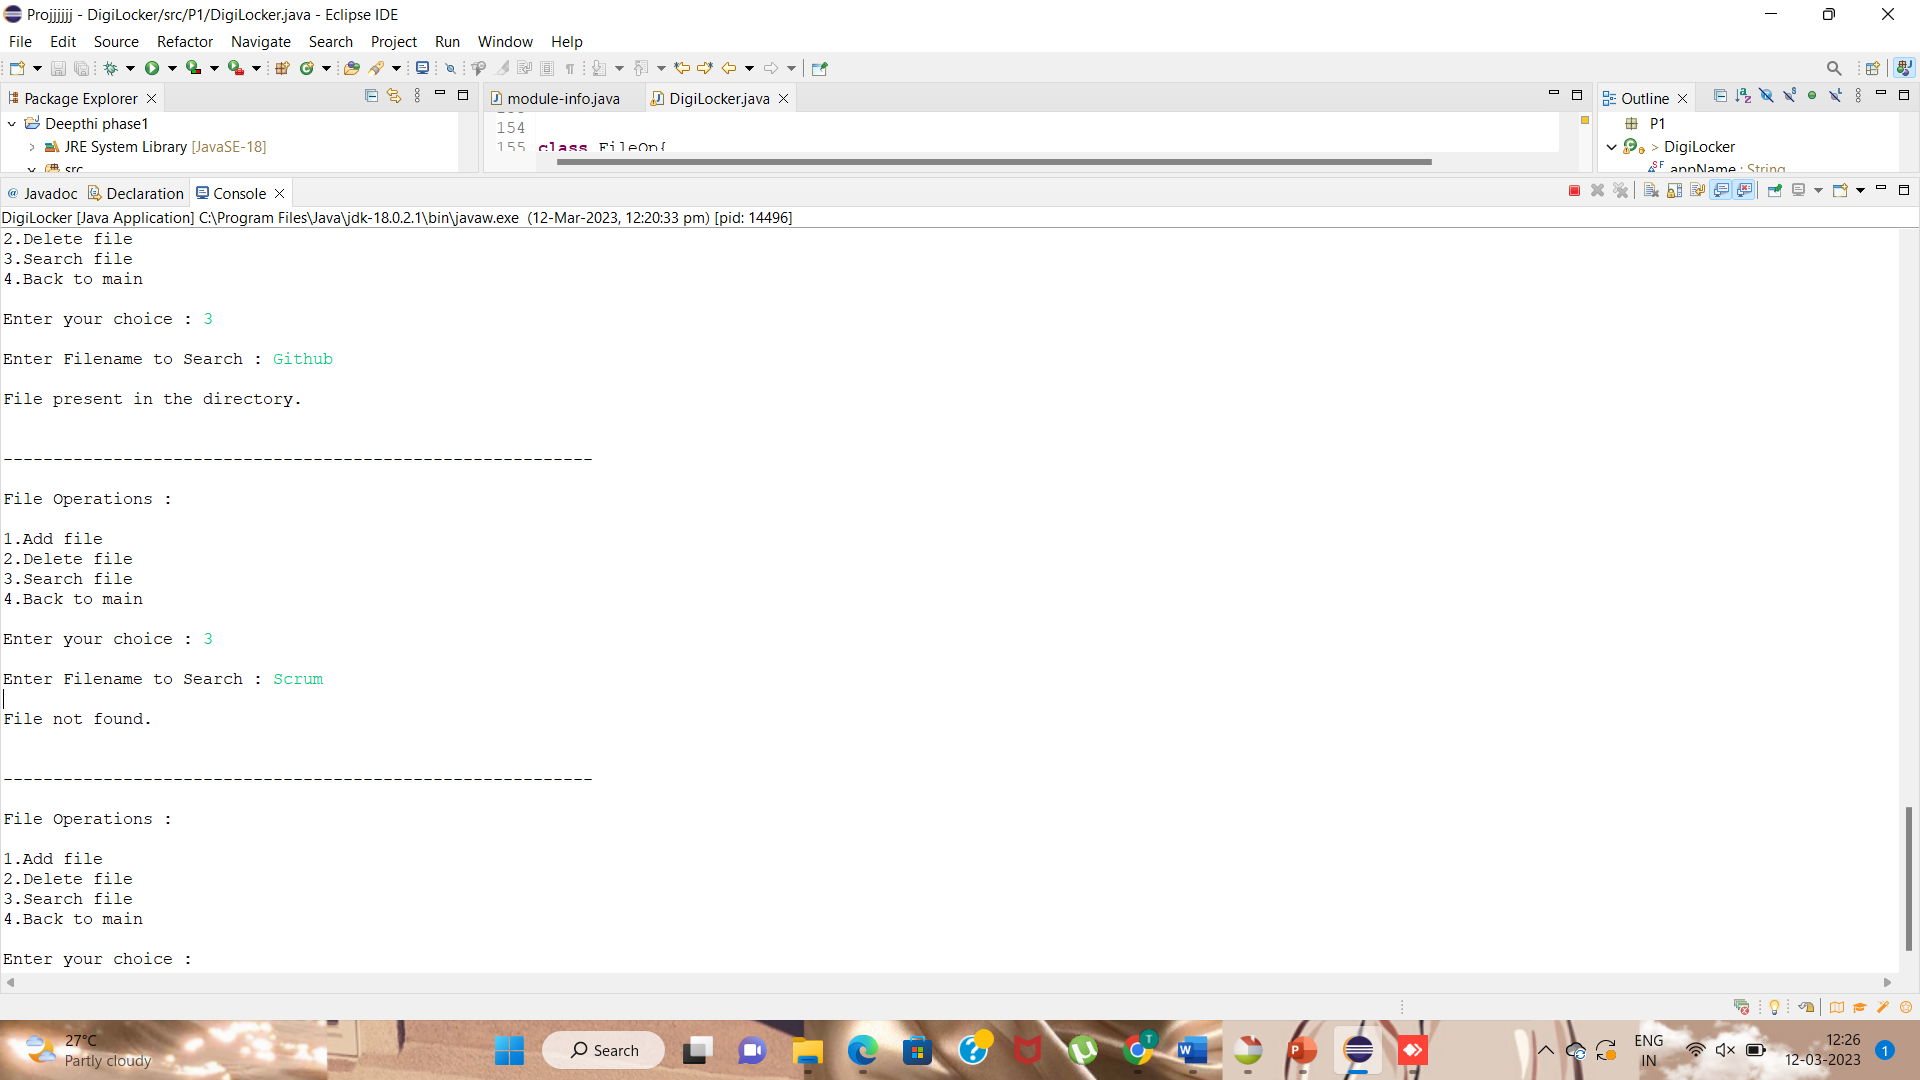 Projjjjjj - DigiLocker/src/P1/DigiLocker.java - Eclipse IDE
File Edit Source Refactor Navigate Search Project Run Window Help
Package Explorer
module-info.java
DigiLocker.java
Outline
Deepthi phase1
JRE System Library [JavaSE-18]
src
154
155 class FileOp{
P1
DigiLocker
appName : String
@ Javadoc Declaration Console
DigiLocker [Java Application] C:\Program Files\Java\jdk-18.0.2.1\bin\javaw.exe (12-Mar-2023, 12:20:33 pm) [pid: 14496]
2.Delete file
3.Search file
4.Back to main
Enter your choice : 3
Enter Filename to Search : Github
File present in the directory.
-----------------------------------------------------------
File Operations :
1.Add file
2.Delete file
3.Search file
4.Back to main
Enter your choice : 3
Enter Filename to Search : Scrum
File not found.
-----------------------------------------------------------
File Operations :
1.Add file
2.Delete file
3.Search file
4.Back to main
Enter your choice :
27°C
Partly cloudy
Search
ENG
IN
12:26
12-03-2023
1